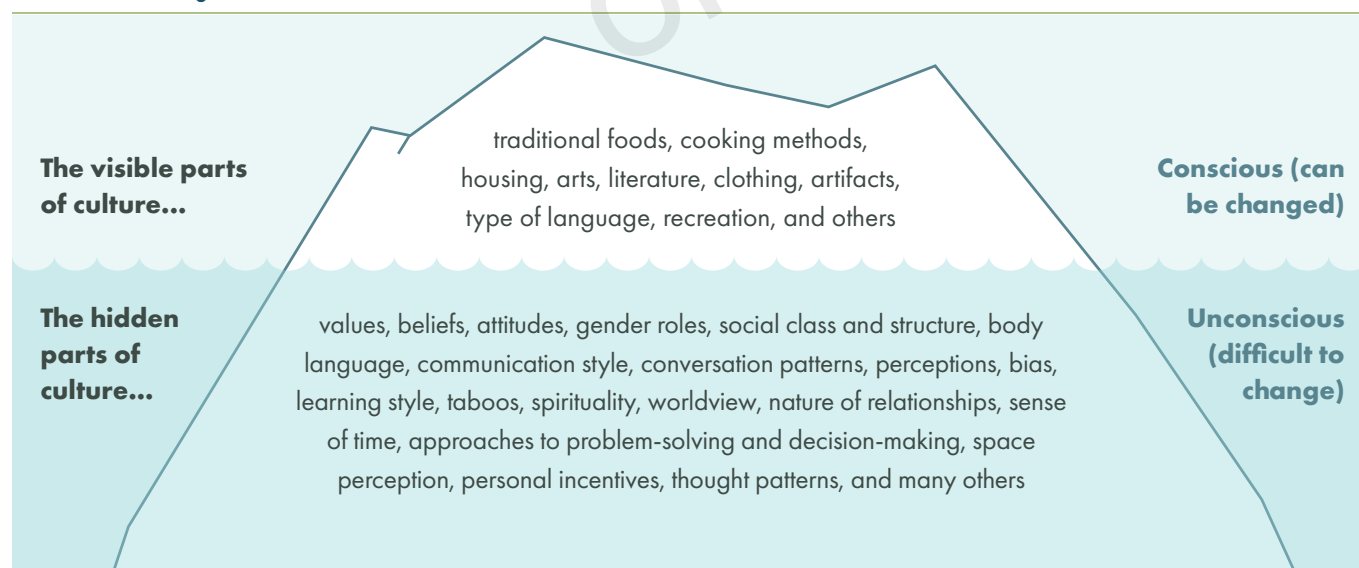 The visible parts
of culture...
traditional foods, cooking methods,
housing, arts, literature, clothing, artifacts,
type of language, recreation, and others
Conscious (can
be changed)
The hidden
parts of
culture...
values, beliefs, attitudes, gender roles, social class and structure, body
language, communication style, conversation patterns, perceptions, bias,
learning style, taboos, spirituality, worldview, nature of relationships, sense
of time, approaches to problem-solving and decision-making, space
perception, personal incentives, thought patterns, and many others
Unconscious
(difficult to
change)